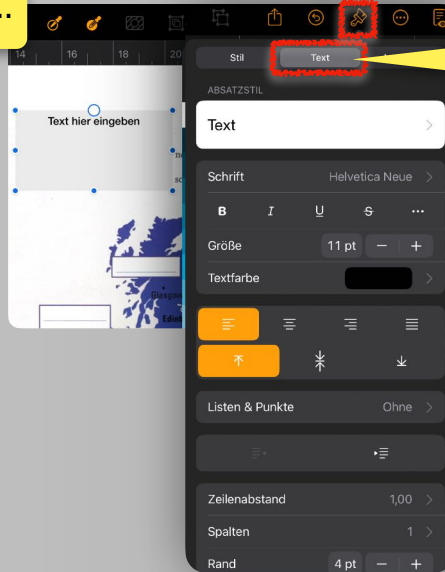 ..
14 16 18 20
Stil Text
ABSATZSTIL
Text
Text hier eingeben
Schrift Helvetica Neue
B I U S ...
Größe 11 pt − +
Textfarbe
Glasgow
Listen & Punkte Ohne
Zeilenabstand 1,00
Spalten 1
Rand 4 pt − +